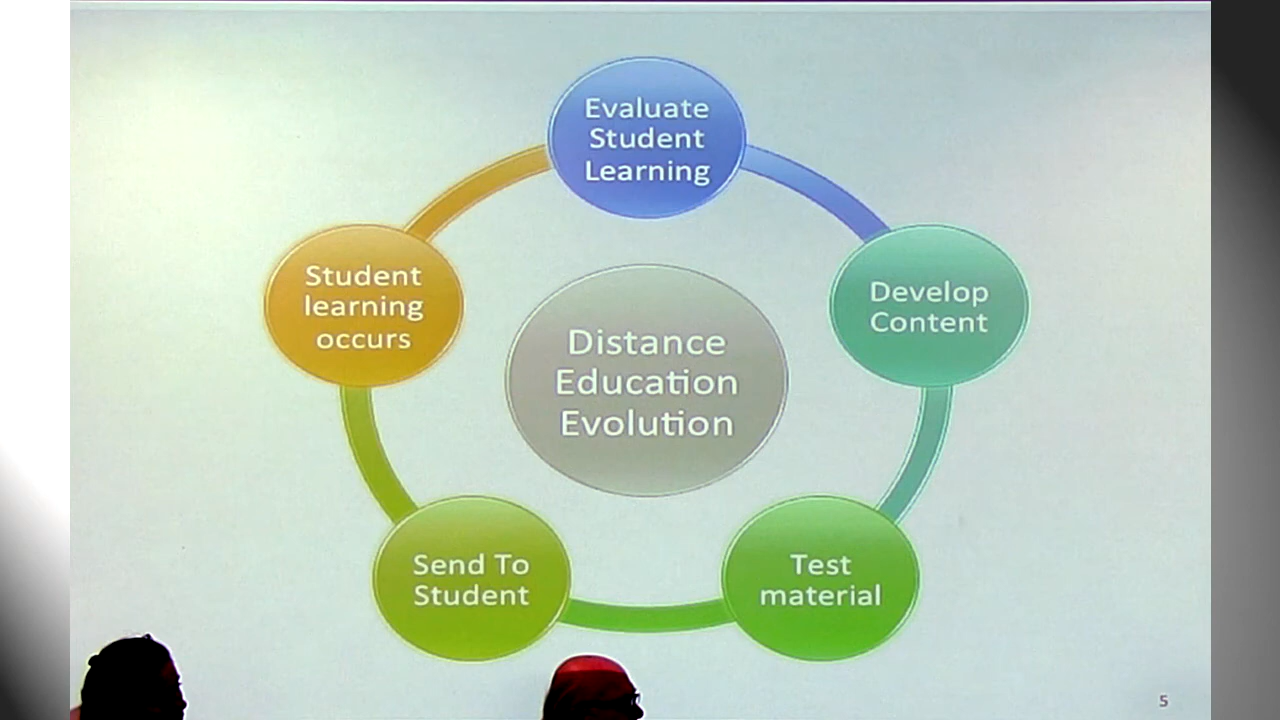 Evaluate
Student
Learning
Develop
Content
Test
material
Send To
Student
Student
learning
occurs
Distance
Education
Evolution
5